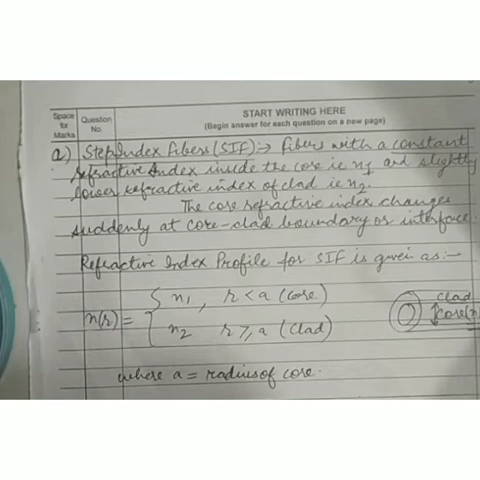 Space for Marks
Question No.
START WRITING HERE
(Begin answer for each question on a new page)
a) Step Index Fibers (SIF) :→ Fibers with a constant
refractive Index inside the core ie n1 and slightly
lower refractive index of clad ie n2.
The core refractive index changes
suddenly at core-clad boundary or interface.
Refractive Index Profile for SIF is given as:-
n(r) = { n1, r < a (core)
n2 r ⩾ a (Clad)
clad
core(n
where a = radius of core.